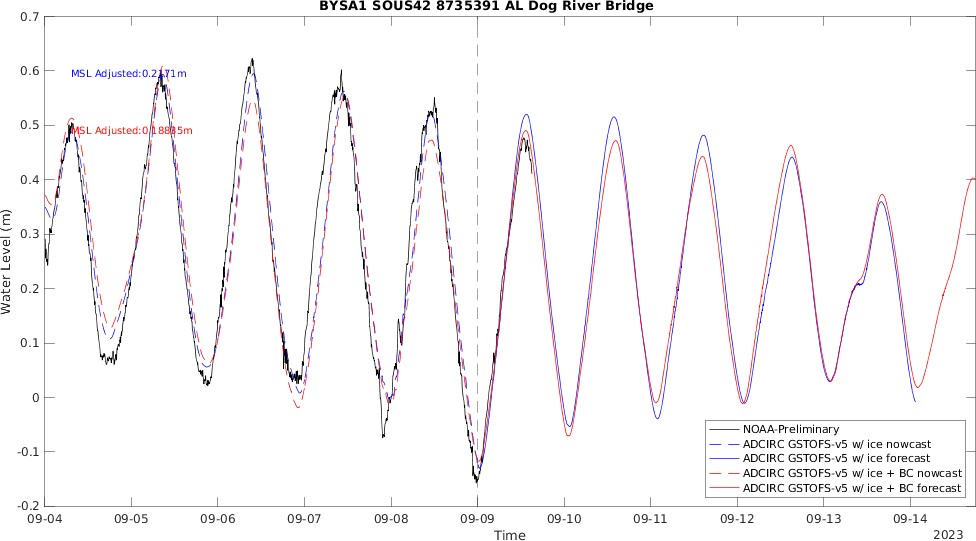 BYSA1 SOUS42 8735391 AL Dog River Bridge
0.7
0.6
0.5
0.4
0.3
0.2
0.1
0
-0.1
-0.2
Water Level (m)
MSL Adjusted:0.2171m
MSL Adjusted:0.18815m
NOAA-Preliminary
ADCIRC GSTOFS-v5 w/ ice nowcast
ADCIRC GSTOFS-v5 w/ ice forecast
ADCIRC GSTOFS-v5 w/ ice + BC nowcast
ADCIRC GSTOFS-v5 w/ ice + BC forecast
09-04 09-05 09-06 09-07 09-08 09-09 09-10 09-11 09-12 09-13 09-14
Time
2023